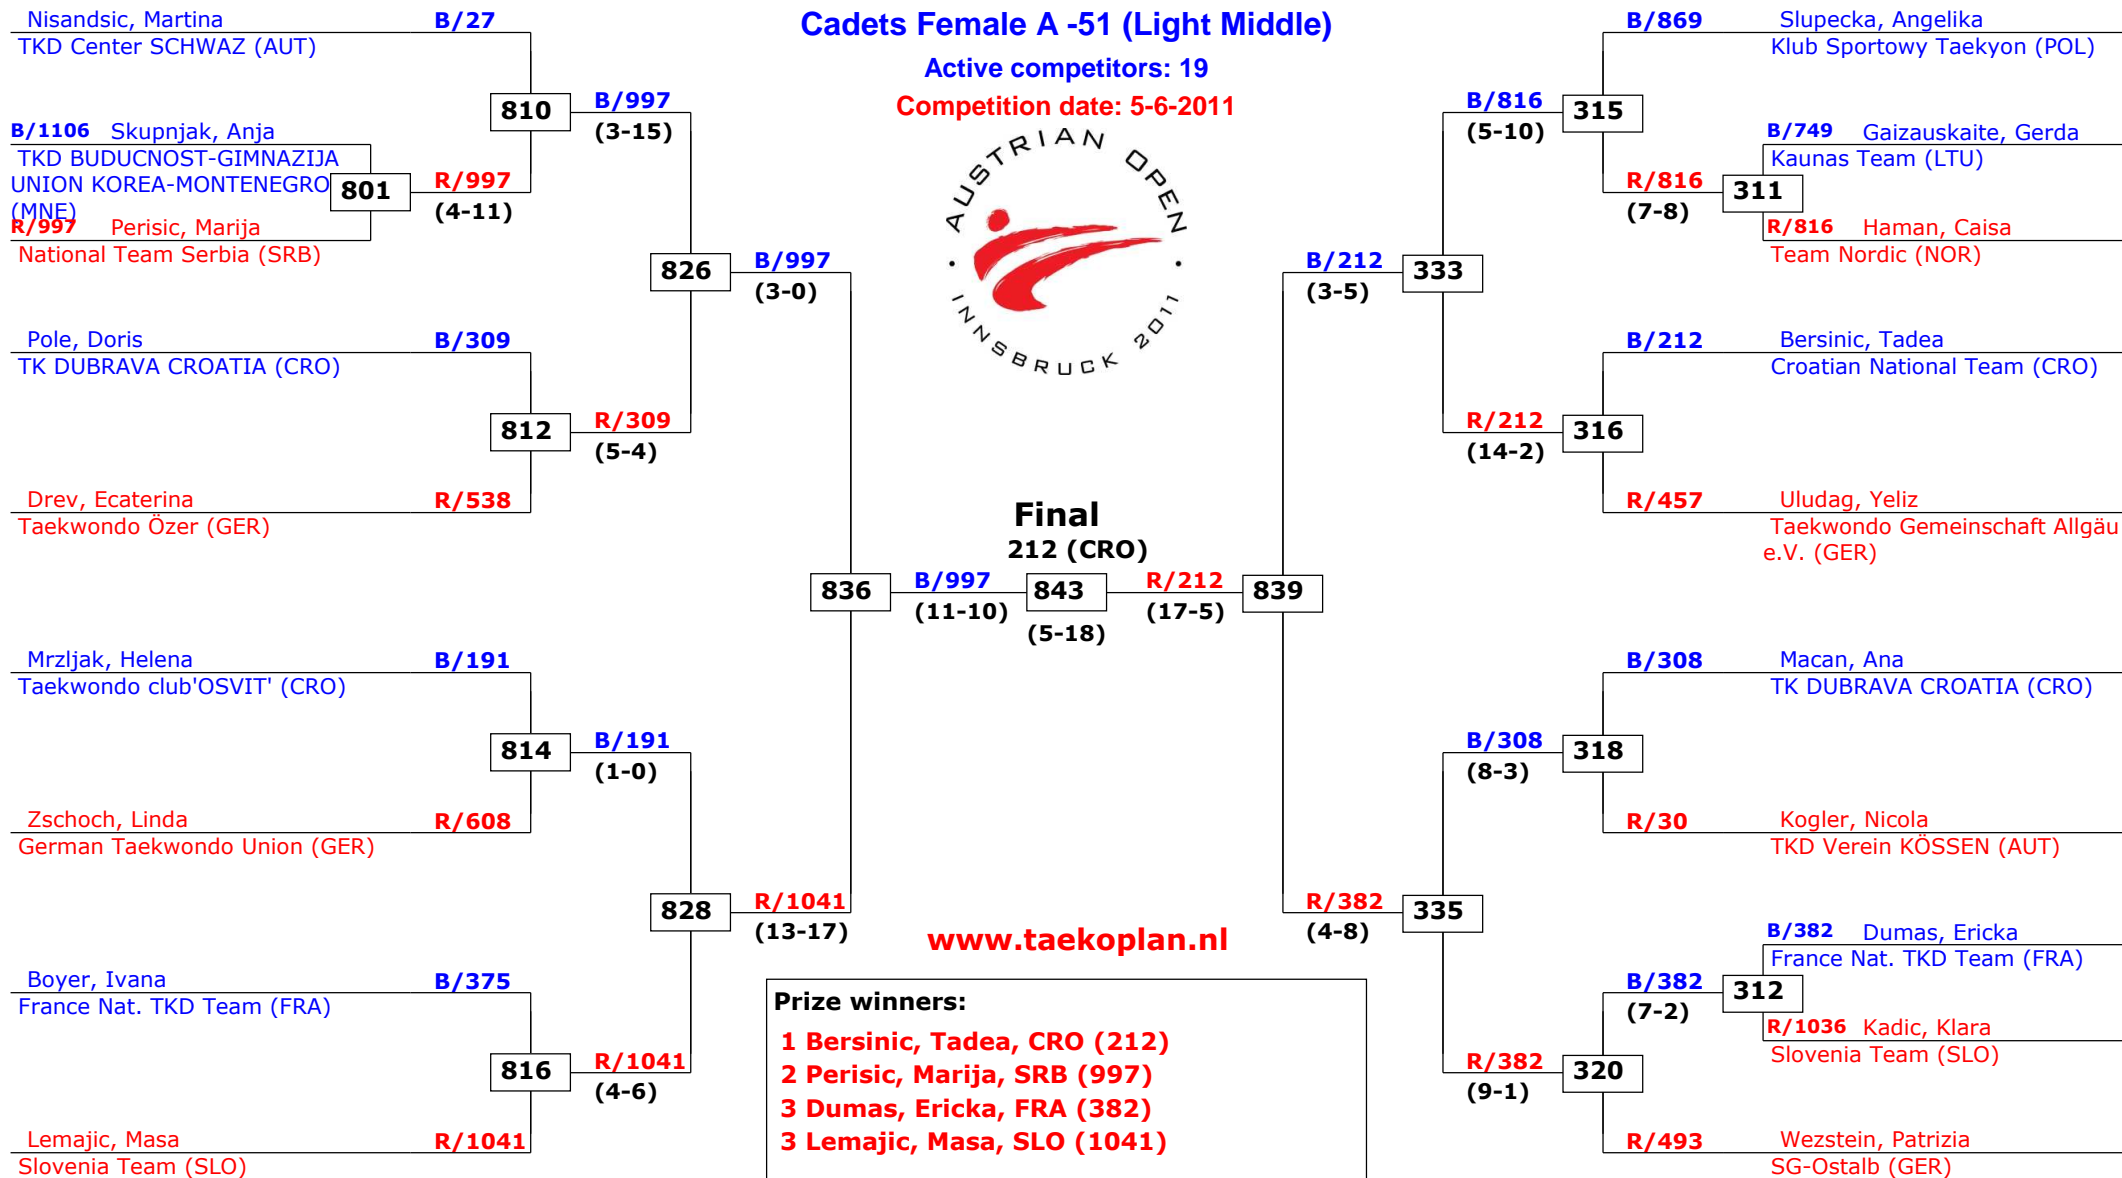 Cadets Female A -51 (Light Middle)
Active competitors: 19
Competition date: 5-6-2011
AUSTRIAN OPEN
· INNSBRUCK 2011 ·
Nisandsic, Martina B/27
TKD Center SCHWAZ (AUT)
810
B/997
(3-15)
B/1106 Skupnjak, Anja
TKD BUDUCNOST-GIMNAZIJA
UNION KOREA-MONTENEGRO
(MNE)
801
R/997
(4-11)
R/997 Perisic, Marija
National Team Serbia (SRB)
826
B/997
(3-0)
Pole, Doris B/309
TK DUBRAVA CROATIA (CRO)
812
R/309
(5-4)
Drev, Ecaterina R/538
Taekwondo Özer (GER)
836
B/997
(11-10)
Mrzljak, Helena B/191
Taekwondo club'OSVIT' (CRO)
814
B/191
(1-0)
Zschoch, Linda R/608
German Taekwondo Union (GER)
828
R/1041
(13-17)
Boyer, Ivana B/375
France Nat. TKD Team (FRA)
816
R/1041
(4-6)
Lemajic, Masa R/1041
Slovenia Team (SLO)
Final
212 (CRO)
843
(5-18)
R/212
(17-5)
839
B/869 Slupecka, Angelika
Klub Sportowy Taekyon (POL)
B/816
(5-10)
315
B/749 Gaizauskaite, Gerda
Kaunas Team (LTU)
R/816
(7-8)
311
R/816 Haman, Caisa
Team Nordic (NOR)
B/212
(3-5)
333
B/212 Bersinic, Tadea
Croatian National Team (CRO)
R/212
(14-2)
316
R/457 Uludag, Yeliz
Taekwondo Gemeinschaft Allgäu
e.V. (GER)
B/308 Macan, Ana
TK DUBRAVA CROATIA (CRO)
B/308
(8-3)
318
R/30 Kogler, Nicola
TKD Verein KÖSSEN (AUT)
R/382
(4-8)
335
B/382 Dumas, Ericka
France Nat. TKD Team (FRA)
B/382
(7-2)
312
R/1036 Kadic, Klara
Slovenia Team (SLO)
R/382
(9-1)
320
R/493 Wezstein, Patrizia
SG-Ostalb (GER)
www.taekoplan.nl
Prize winners:
1 Bersinic, Tadea, CRO (212)
2 Perisic, Marija, SRB (997)
3 Dumas, Ericka, FRA (382)
3 Lemajic, Masa, SLO (1041)